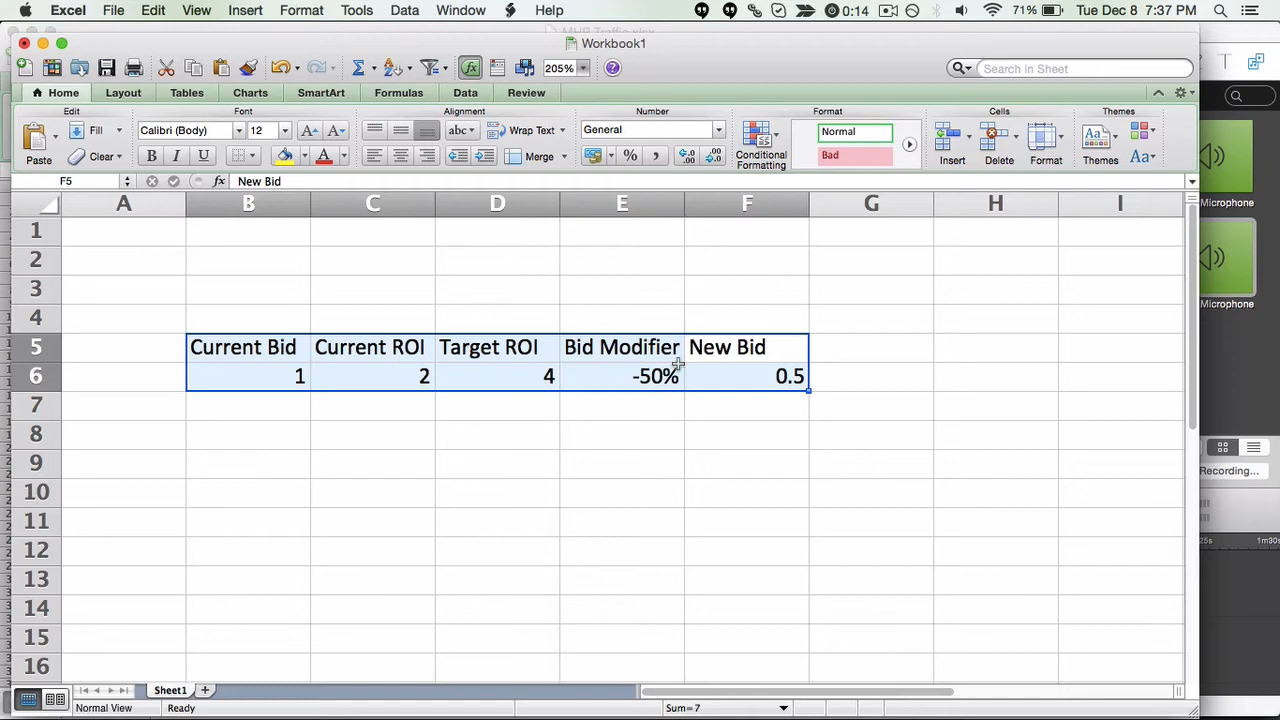 Excel File Edit View Insert Format Tools Data Window Help 0:14 71% Tue Dec 8 7:37 PM
Workbook1
205% Search in Sheet
Home Layout Tables Charts SmartArt Formulas Data Review
Edit Font Alignment Number Format Cells Themes
Fill Calibri (Body) 12 abc Wrap Text General Normal
Paste Clear B I U Merge % Conditional Formatting Bad Insert Delete Format Themes Aa
F5 fx New Bid
A B C D E F G H I
1
2
3
4
5 Current Bid Current ROI Target ROI Bid Modifier New Bid
6 1 2 4 -50% 0.5
7
8
9
10
11
12
13
14
15
16
Sheet1
Normal View Ready Sum=7
Microphone
Microphone
Recording...
1m30s